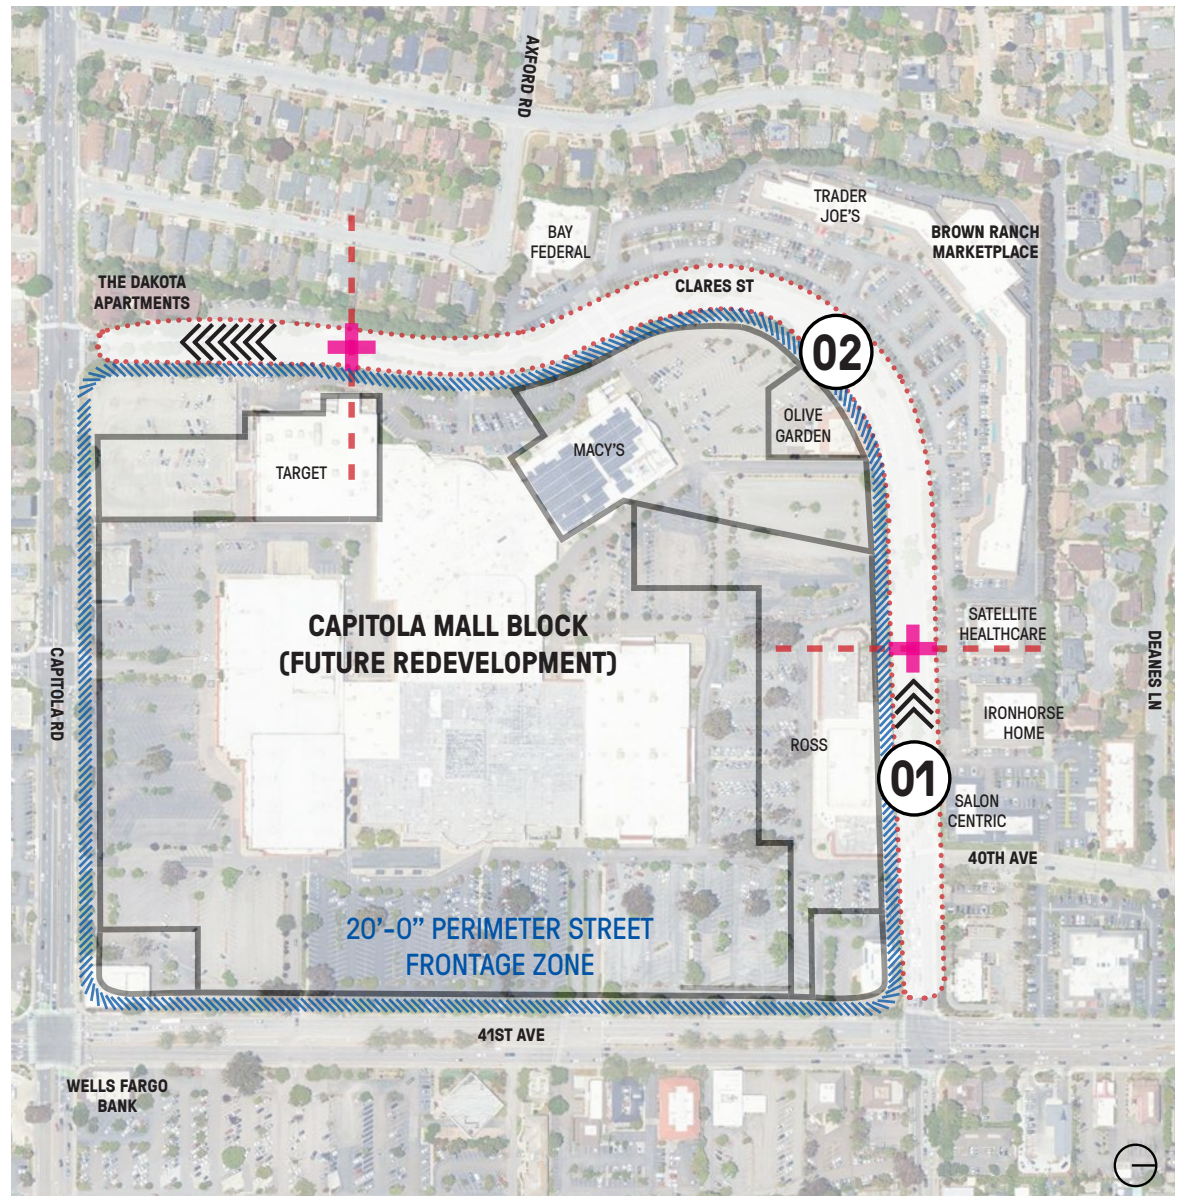 AXFORD RD
TRADER
JOE'S
BAY
FEDERAL
BROWN RANCH
MARKETPLACE
THE DAKOTA
APARTMENTS
CLARES ST
02
OLIVE
GARDEN
MACY'S
TARGET
CAPITOLA MALL BLOCK
(FUTURE REDEVELOPMENT)
SATELLITE
HEALTHCARE
DEANES LN
CAPITOLA RD
IRONHORSE
HOME
ROSS
01
SALON
CENTRIC
40TH AVE
20'-0" PERIMETER STREET
FRONTAGE ZONE
41ST AVE
WELLS FARGO
BANK